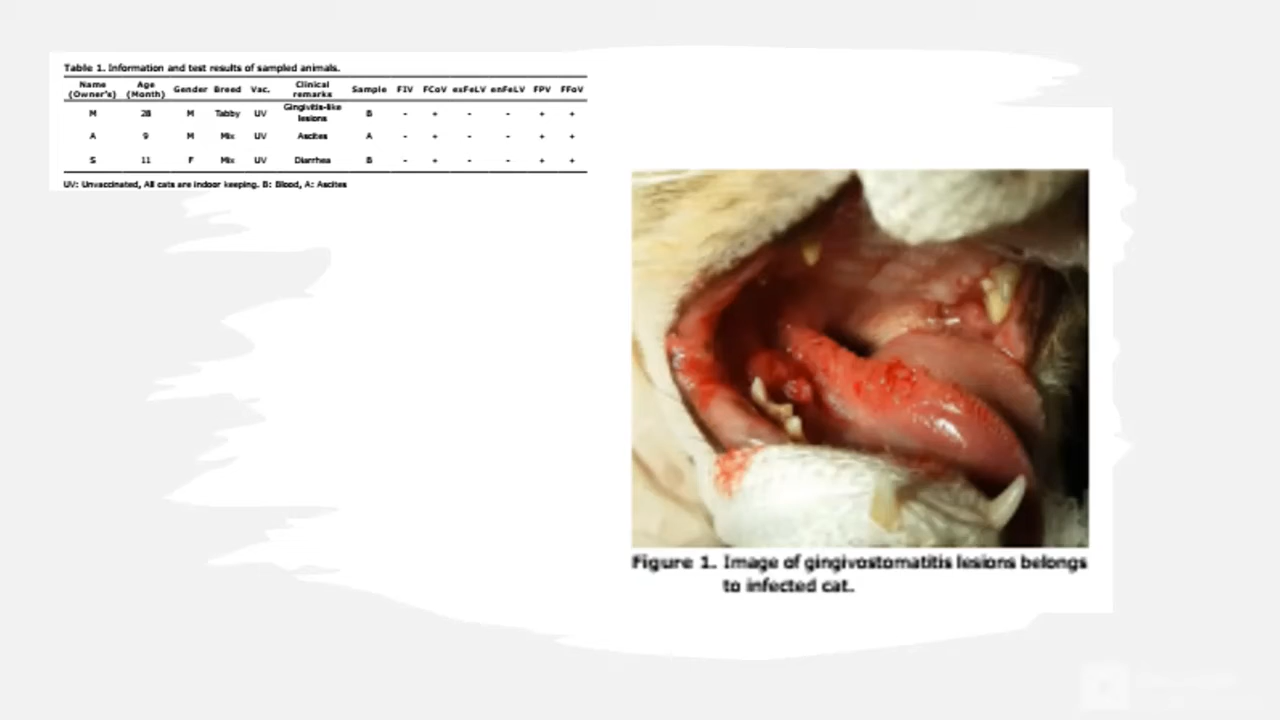 Table 1. Information and test results of sampled animals.
Name (Owner's) Age (Month) Gender Breed Vac. Clinical remarks Sample FIV FCoV exFeLV enFeLV FPV FFoV
M 28 M Tabby UV Gingivitis-like lesions B - + - - + +
A 9 M Mix UV Ascites A - + - - + +
S 11 F Mix UV Diarrhea B - + - - + +
UV: Unvaccinated, All cats are indoor keeping. B: Blood, A: Ascites
Figure 1. Image of gingivostomatitis lesions belongs
to infected cat.